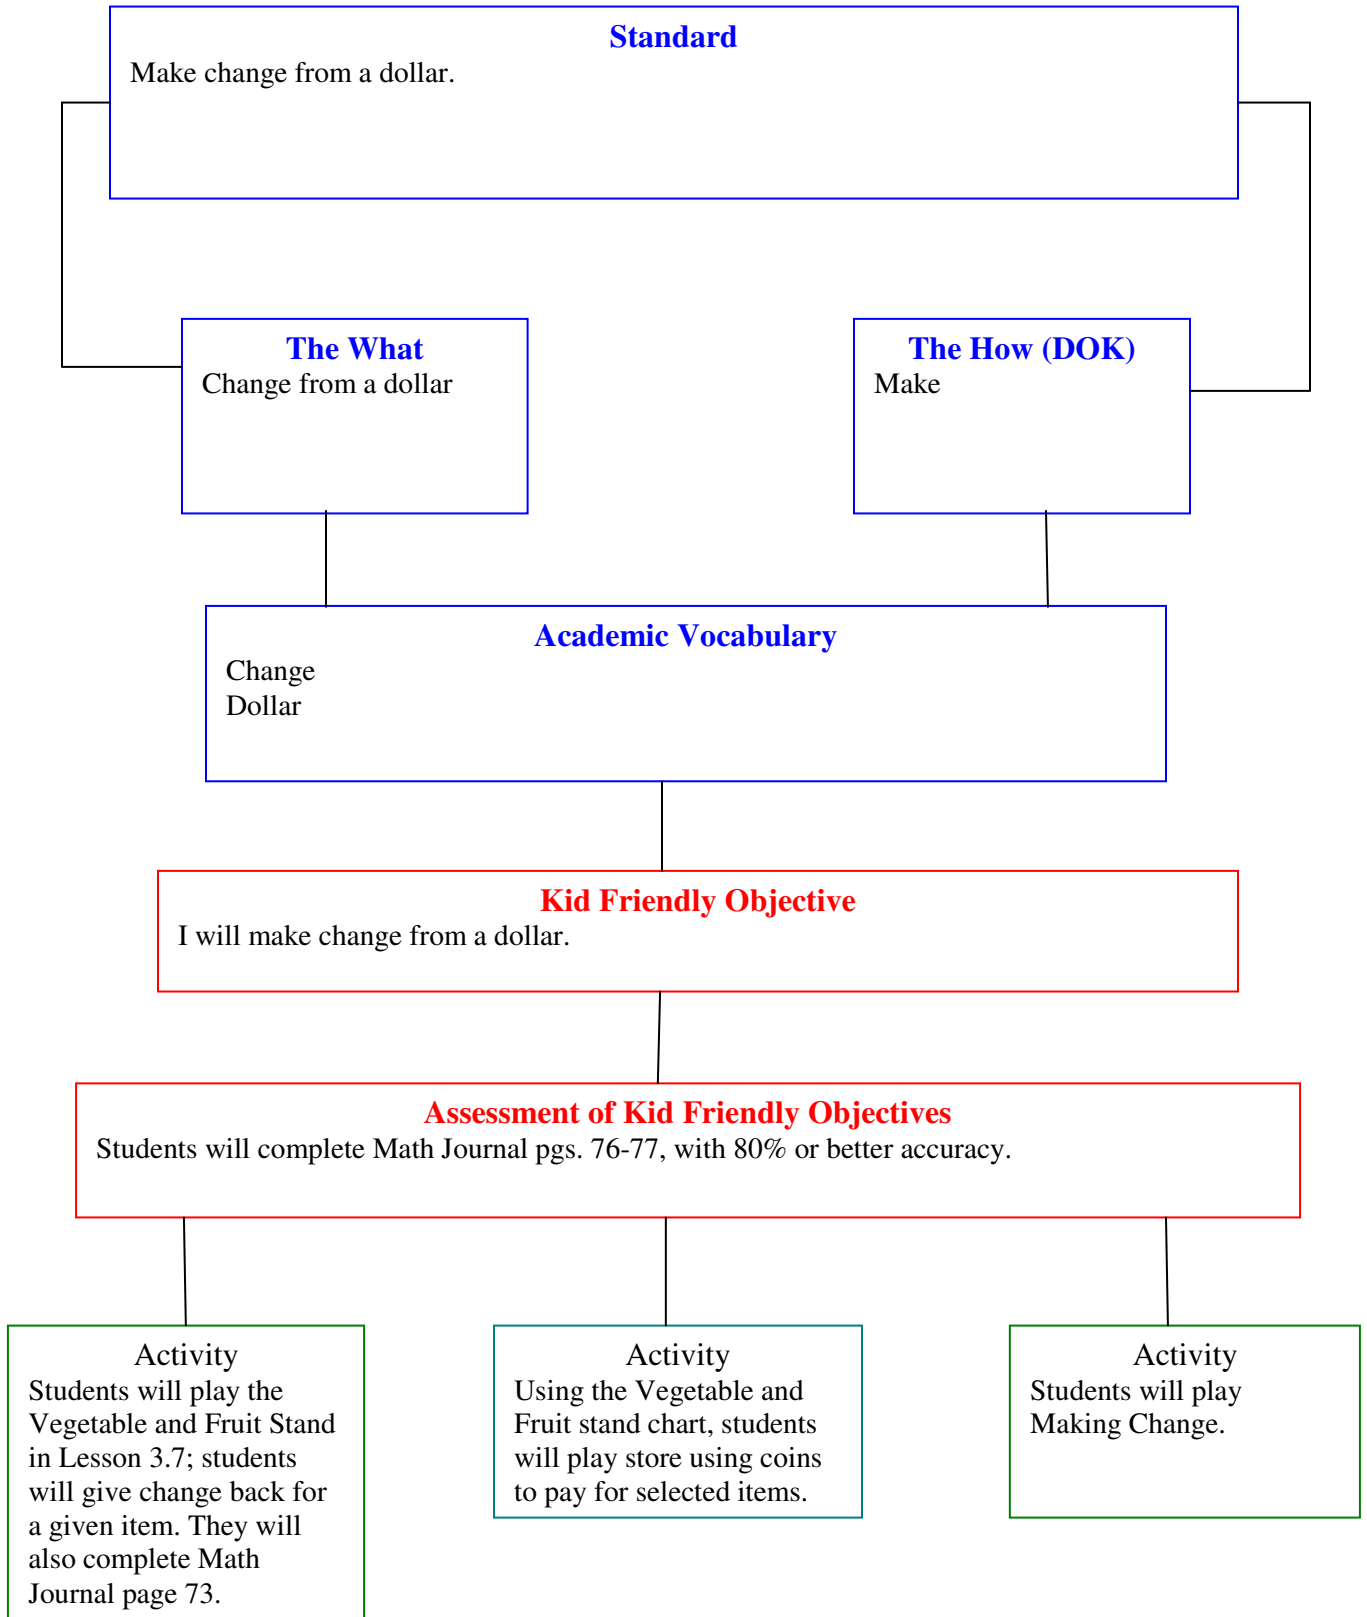 Standard
Make change from a dollar.
The What
Change from a dollar
The How (DOK)
Make
Academic Vocabulary
Change
Dollar
Kid Friendly Objective
I will make change from a dollar.
Assessment of Kid Friendly Objectives
Students will complete Math Journal pgs. 76-77, with 80% or better accuracy.
Activity
Students will play the
Vegetable and Fruit Stand
in Lesson 3.7; students
will give change back for
a given item. They will
also complete Math
Journal page 73.
Activity
Using the Vegetable and
Fruit stand chart, students
will play store using coins
to pay for selected items.
Activity
Students will play
Making Change.